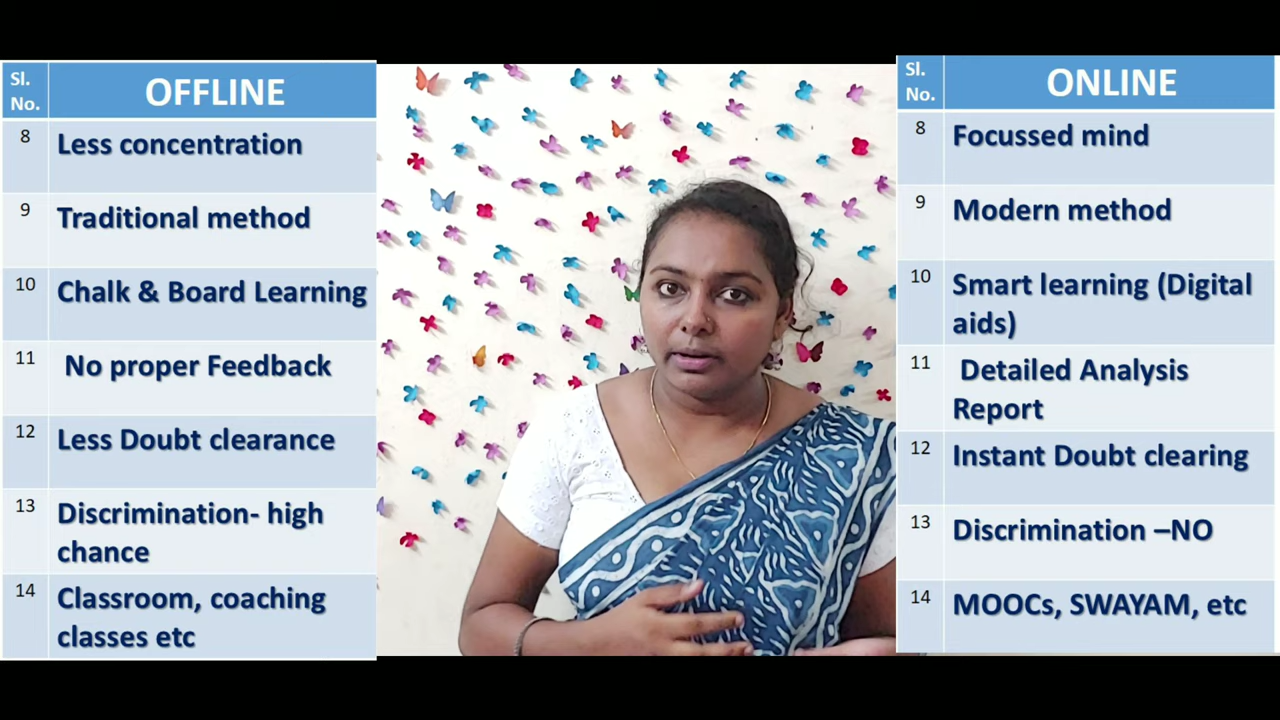 Sl.
No.
OFFLINE
8
Less concentration
9
Traditional method
10
Chalk & Board Learning
11
No proper Feedback
12
Less Doubt clearance
13
Discrimination- high
chance
14
Classroom, coaching
classes etc
Sl.
No.
ONLINE
8
Focussed mind
9
Modern method
10
Smart learning (Digital
aids)
11
Detailed Analysis
Report
12
Instant Doubt clearing
13
Discrimination –NO
14
MOOCs, SWAYAM, etc